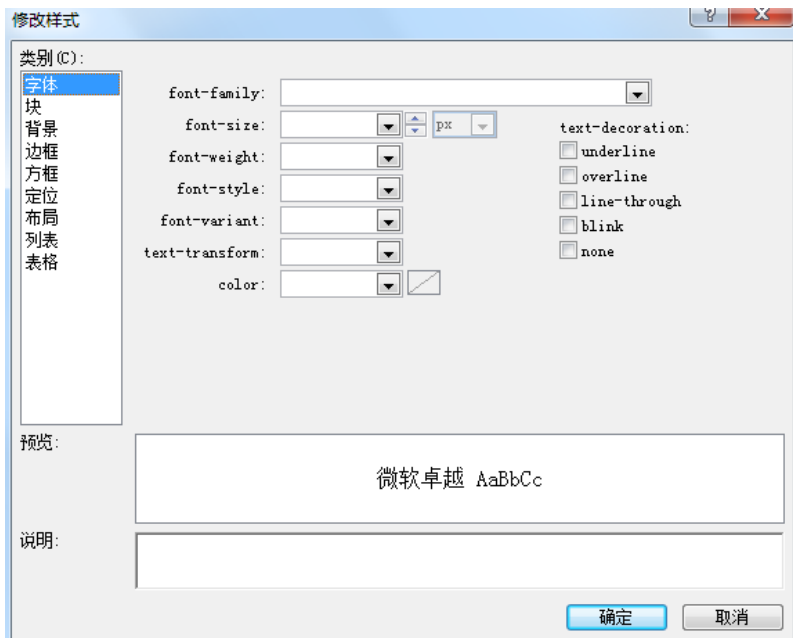 修改样式
类别(C):
字体
块
背景
边框
方框
定位
布局
列表
表格
font-family:
font-size:
px
font-weight:
font-style:
font-variant:
text-transform:
color:
text-decoration:
underline
overline
line-through
blink
none
预览:
微软卓越 AaBbCc
说明:
确定
取消